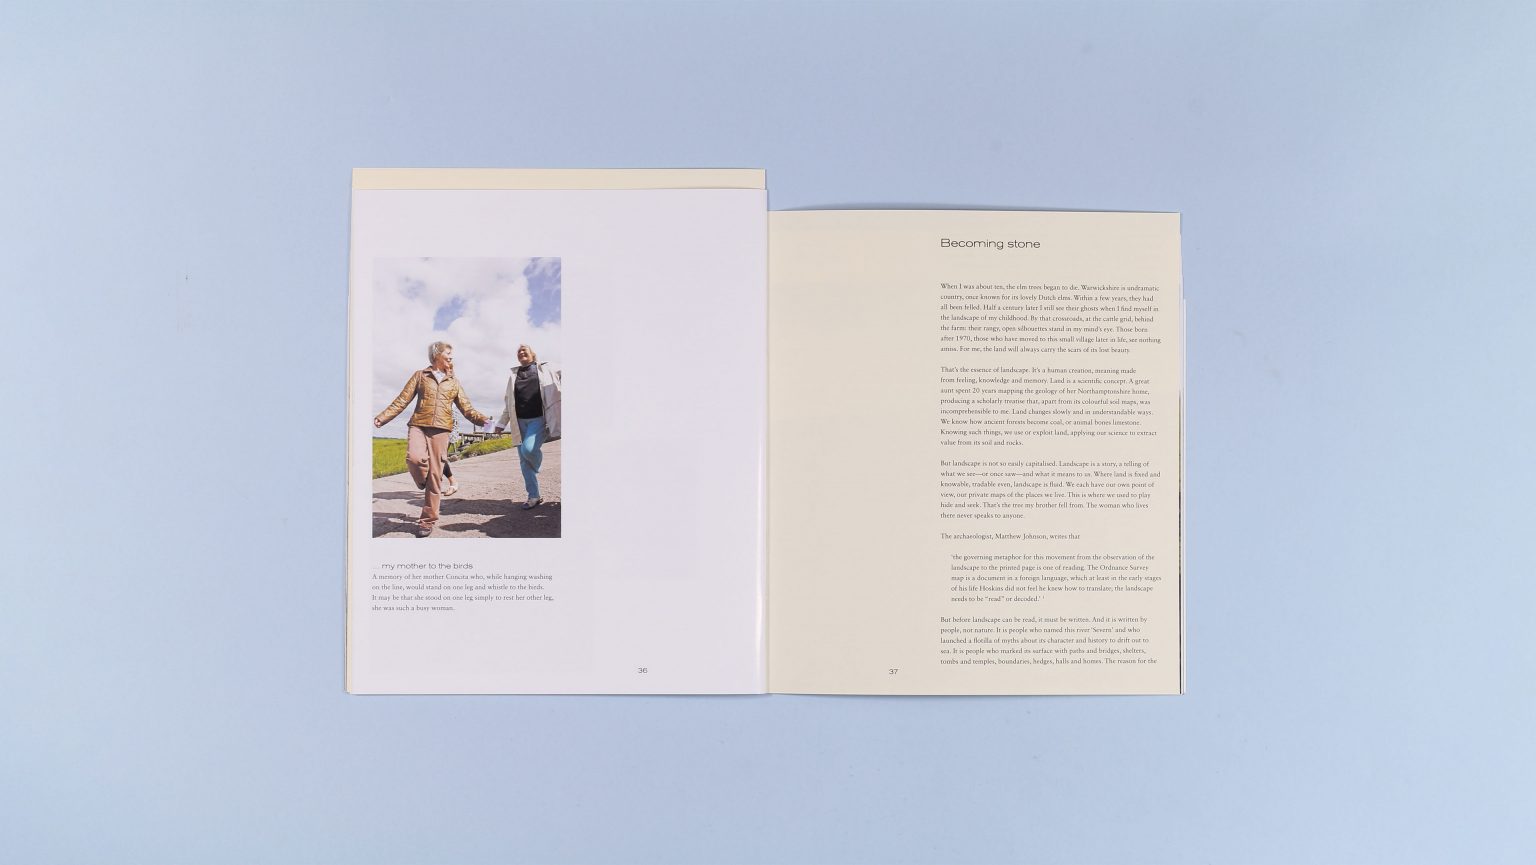 ... my mother to the birds
A memory of her mother Concita who, while hanging washing
on the line, would stand on one leg and whistle to the birds.
It may be that she stood on one leg simply to rest her other leg,
she was such a busy woman.
36
Becoming stone
When I was about ten, the elm trees began to die. Warwickshire is undramatic
country, once known for its lovely Dutch elms. Within a few years, they had
all been felled. Half a century later I still see their ghosts when I find myself in
the landscape of my childhood. By that crossroads, at the cattle grid, behind
the farm: their rangy, open silhouettes stand in my mind's eye. Those born
after 1970, those who have moved to this small village later in life, see nothing
amiss. For me, the land will always carry the scars of its lost beauty.
That's the essence of landscape. It's a human creation, meaning made
from feeling, knowledge and memory. Land is a scientific concept. A great
aunt spent 20 years mapping the geology of her Northamptonshire home,
producing a scholarly treatise that, apart from its colourful soil maps, was
incomprehensible to me. Land changes slowly and in understandable ways.
We know how ancient forests become coal, or animal bones limestone.
Knowing such things, we use or exploit land, applying our science to extract
value from its soil and rocks.
But landscape is not so easily capitalised. Landscape is a story, a telling of
what we see—or once saw—and what it means to us. Where land is fixed and
knowable, tradable even, landscape is fluid. We each have our own point of
view, our private maps of the places we live. This is where we used to play
hide and seek. That's the tree my brother fell from. The woman who lives
there never speaks to anyone.
The archaeologist, Matthew Johnson, writes that
'the governing metaphor for this movement from the observation of the
landscape to the printed page is one of reading. The Ordnance Survey
map is a document in a foreign language, which at least in the early stages
of his life Hoskins did not feel he knew how to translate; the landscape
needs to be "read" or decoded.' ¹
But before landscape can be read, it must be written. And it is written by
people, not nature. It is people who named this river 'Severn' and who
launched a flotilla of myths about its character and history to drift out to
sea. It is people who marked its surface with paths and bridges, shelters,
tombs and temples, boundaries, hedges, halls and homes. The reason for the
37